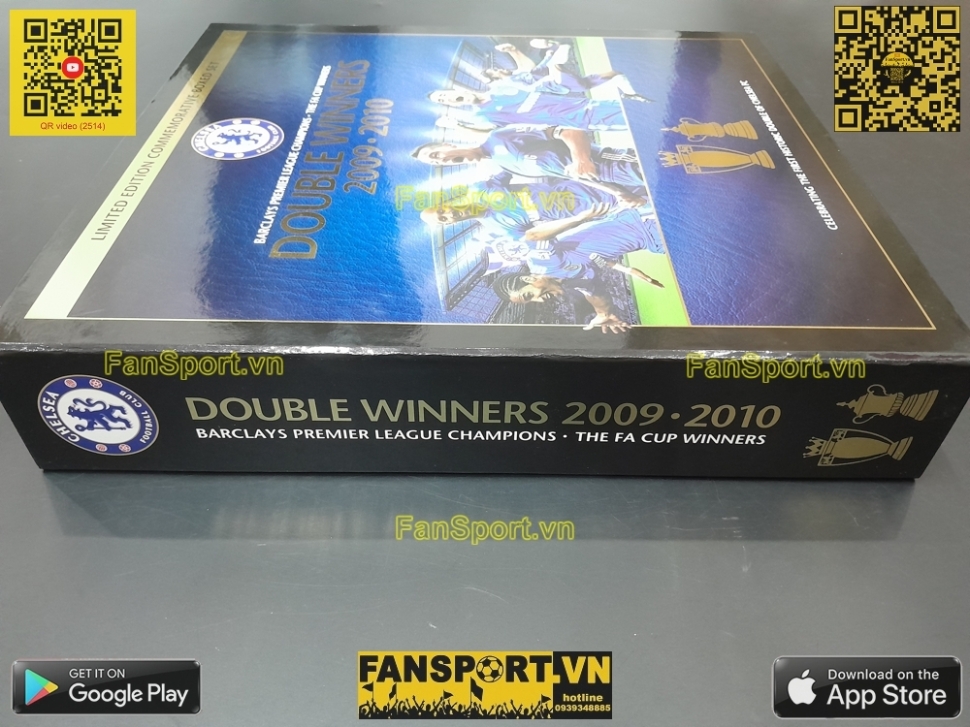 QR video (2514)
LIMITED EDITION COMMEMORATIVE BOXED SET
CHELSEA
BARCLAYS PREMIER LEAGUE CHAMPIONS · THE FA CUP WINNERS
DOUBLE WINNERS
2009·2010
CELEBRATING THE FIRST HISTORIC DOUBLE OF CHELSEA FC
FanSport.vn
FanSport.vn
FanSport.vn
CHELSEA
FOOTBALL CLUB
DOUBLE WINNERS 2009·2010
BARCLAYS PREMIER LEAGUE CHAMPIONS · THE FA CUP WINNERS
FanSport.vn
GET IT ON
Google Play
FANSPORT.VN
hotline
0939348885
Download on the
App Store